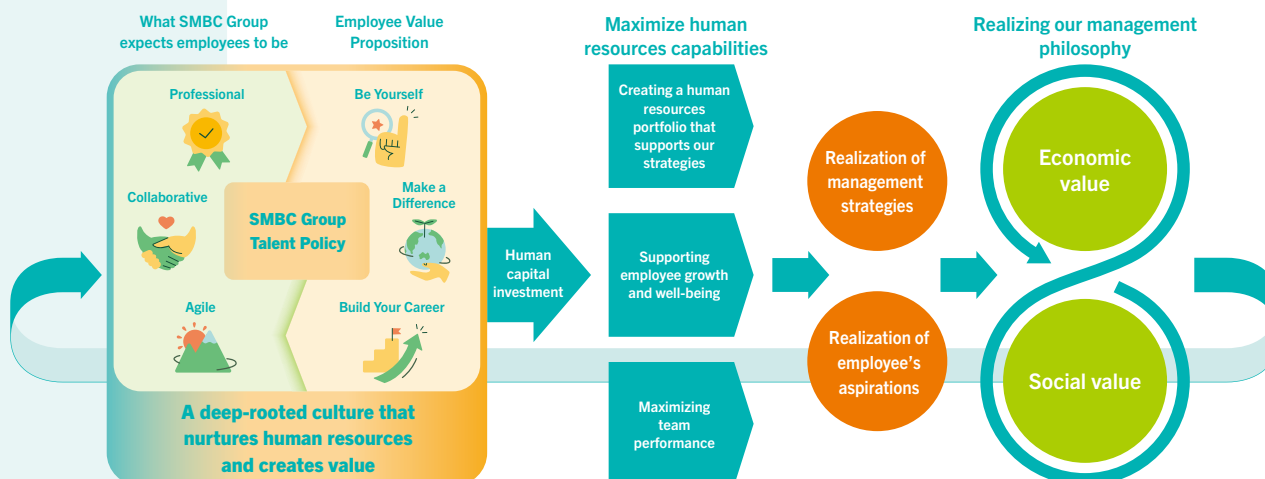 What SMBC Group
expects employees to be
Employee Value
Proposition
Professional
Be Yourself
Collaborative
Make a
Difference
SMBC Group
Talent Policy
Agile
Build Your Career
A deep-rooted culture that
nurtures human resources
and creates value
Human
capital
investment
Maximize human
resources capabilities
Creating a human
resources
portfolio that
supports our
strategies
Supporting
employee growth
and well-being
Maximizing
team
performance
Realization of
management
strategies
Realization of
employee's
aspirations
Realizing our management
philosophy
Economic
value
Social value